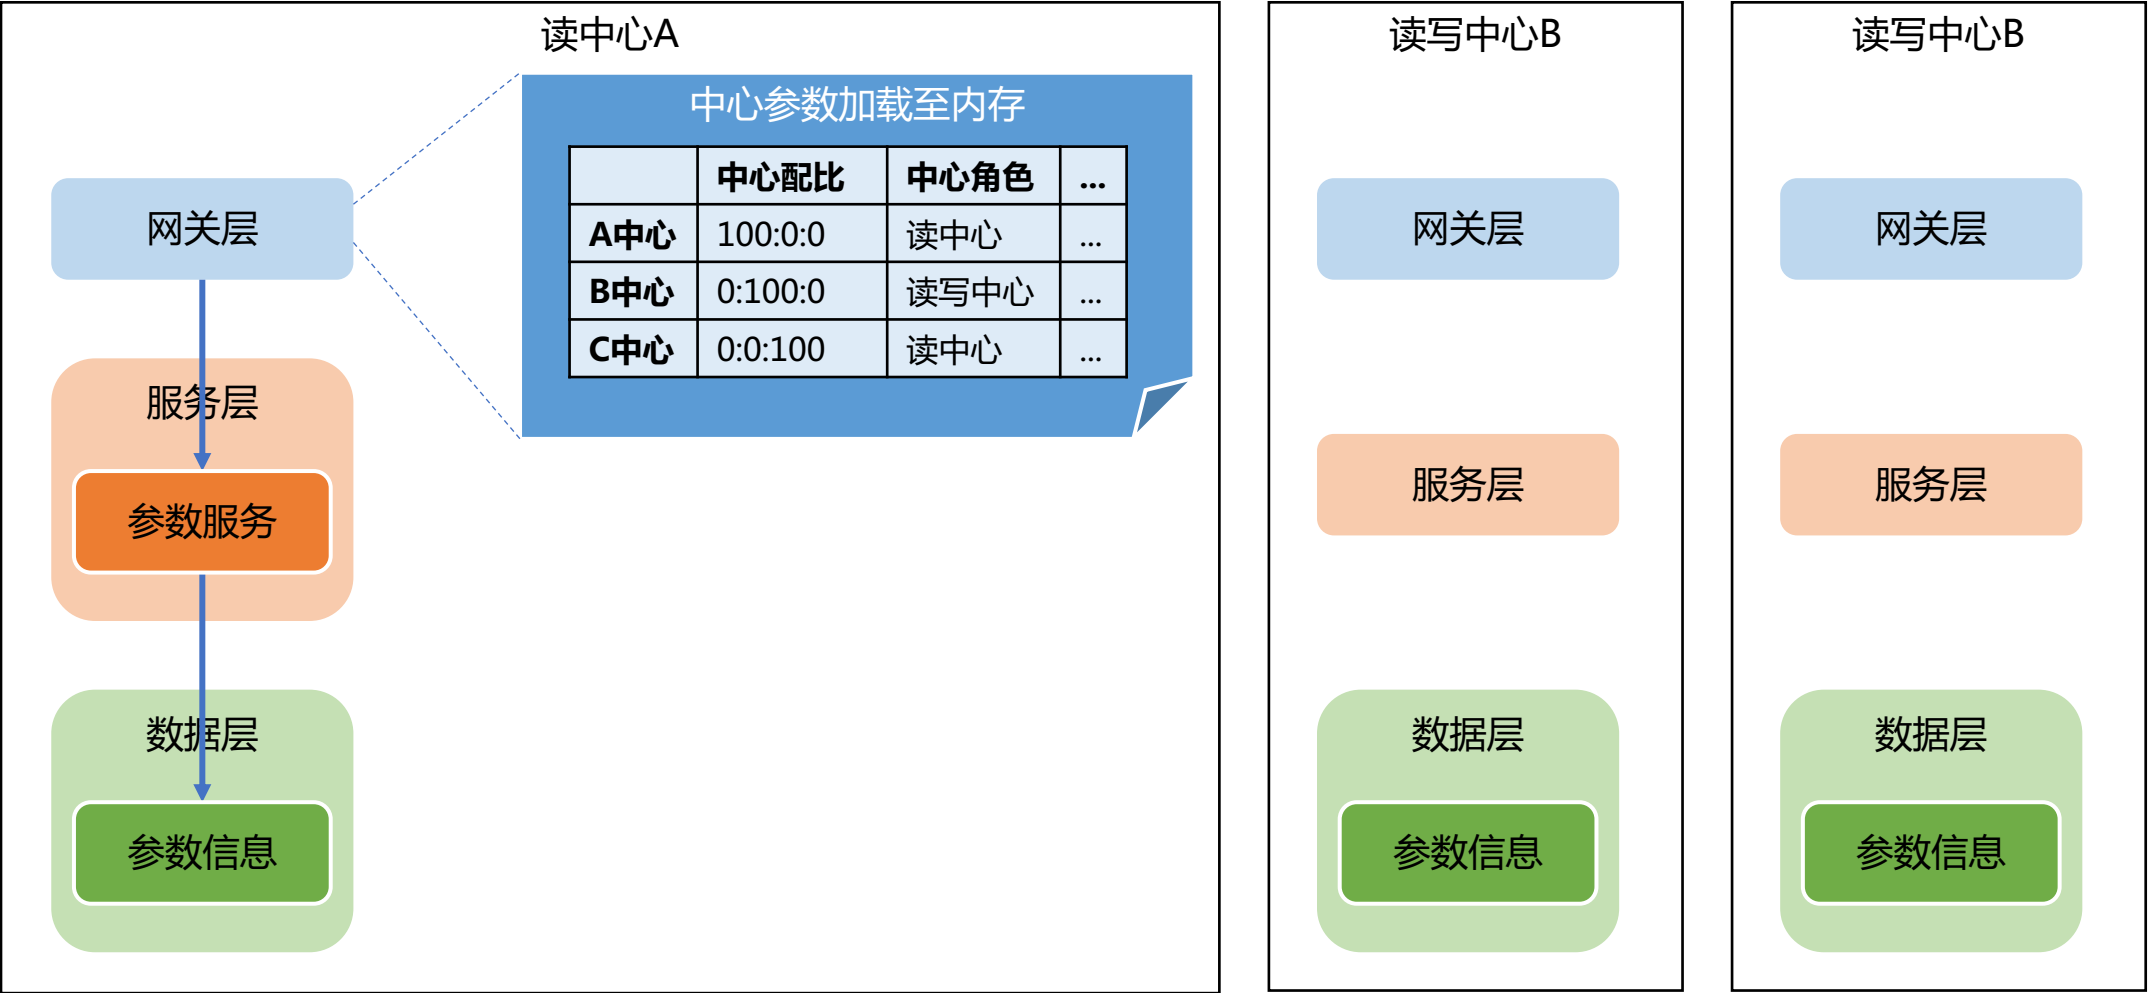 读中心A
中心参数加载至内存
中心配比 中心角色 ...
A中心 100:0:0 读中心 ...
B中心 0:100:0 读写中心 ...
C中心 0:0:100 读中心 ...
网关层
服务层
参数服务
数据层
参数信息
读写中心B
网关层
服务层
数据层
参数信息
读写中心B
网关层
服务层
数据层
参数信息